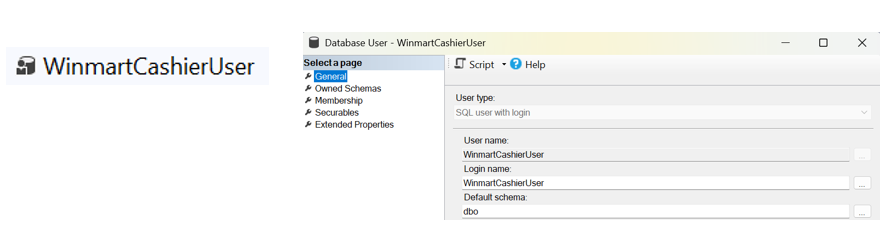 WinmartCashierUser
Database User - WinmartCashierUser
Select a page
General
Owned Schemas
Membership
Securables
Extended Properties
Script
Help
User type:
SQL user with login
User name:
WinmartCashierUser
...
Login name:
WinmartCashierUser
...
Default schema:
dbo
...